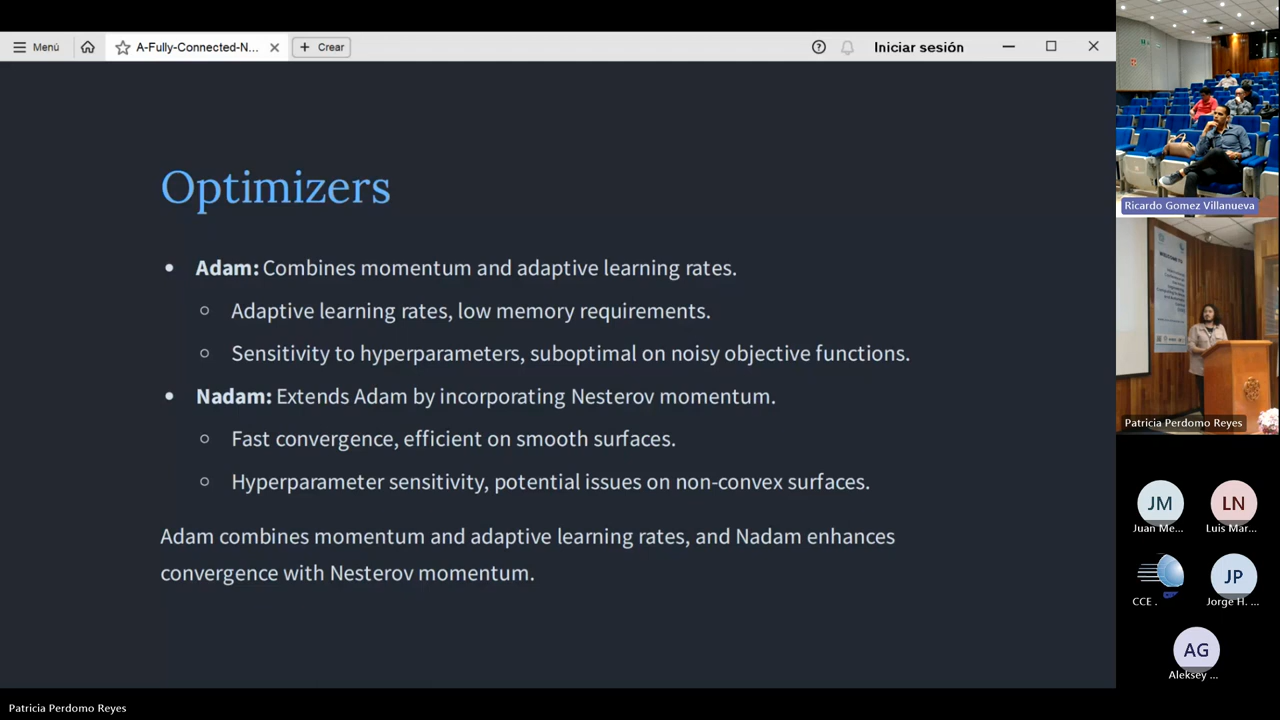 Menú
A-Fully-Connected-N...
Crear
Iniciar sesión
Optimizers
Adam: Combines momentum and adaptive learning rates.
Adaptive learning rates, low memory requirements.
Sensitivity to hyperparameters, suboptimal on noisy objective functions.
Nadam: Extends Adam by incorporating Nesterov momentum.
Fast convergence, efficient on smooth surfaces.
Hyperparameter sensitivity, potential issues on non-convex surfaces.
Adam combines momentum and adaptive learning rates, and Nadam enhances
convergence with Nesterov momentum.
Ricardo Gomez Villanueva
WELCOME TO
Patricia Perdomo Reyes
JM
LN
Juan Me...
Luis Mar...
JP
CCE .
Jorge H. ...
AG
Aleksey ...
Patricia Perdomo Reyes